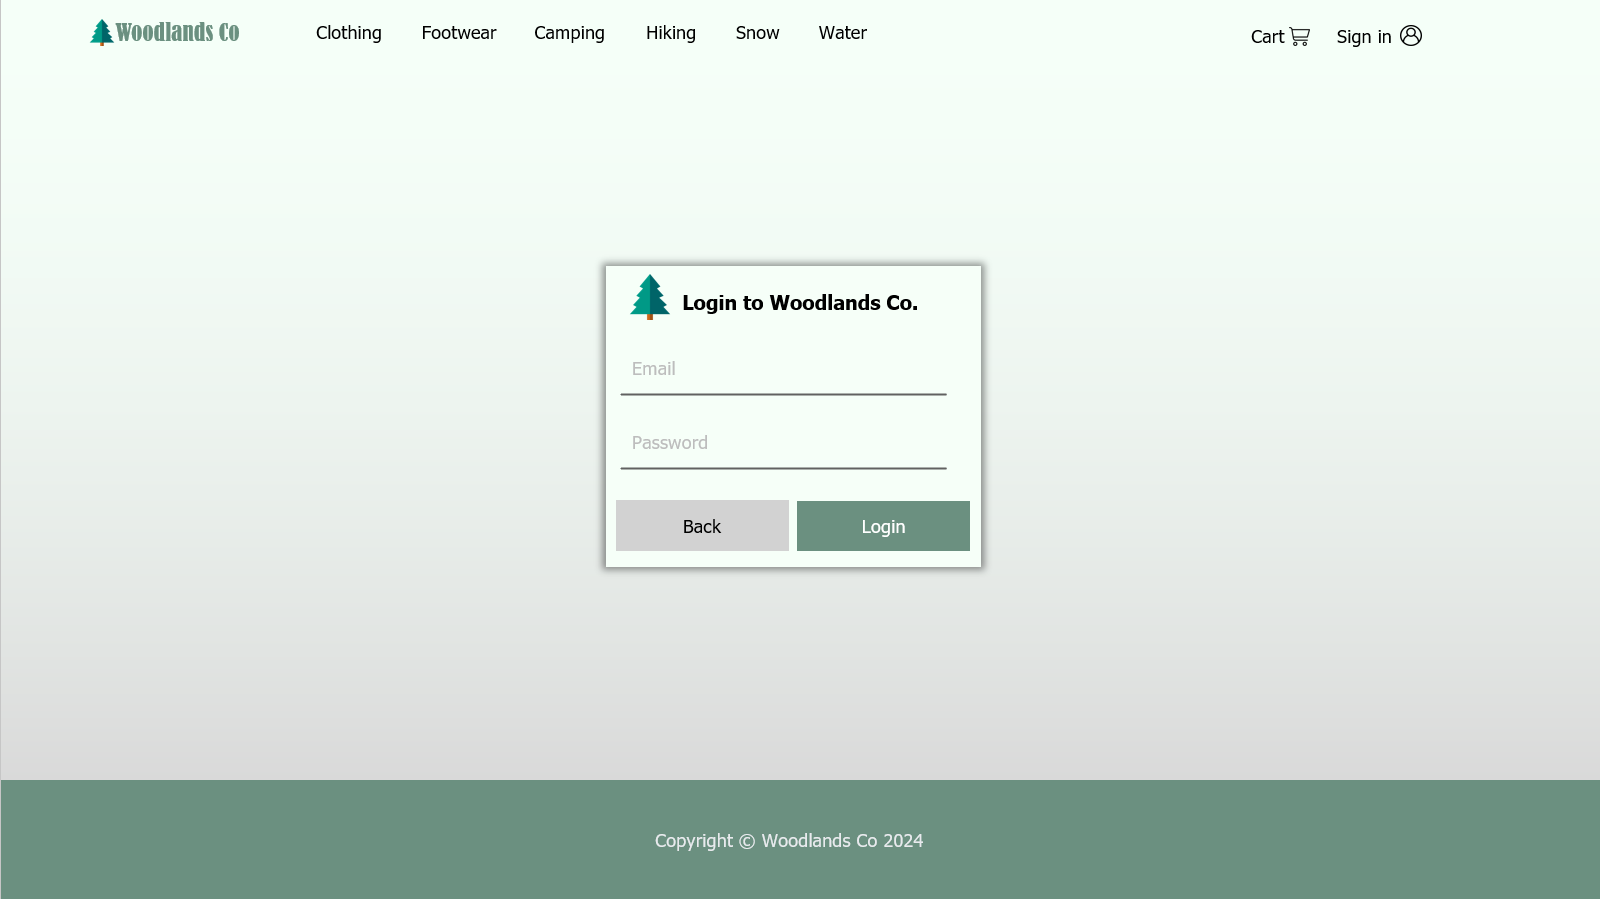 Woodlands Co Clothing Footwear Camping Hiking Snow Water Cart Sign in
Login to Woodlands Co.
Email
Password
Back Login
Copyright © Woodlands Co 2024